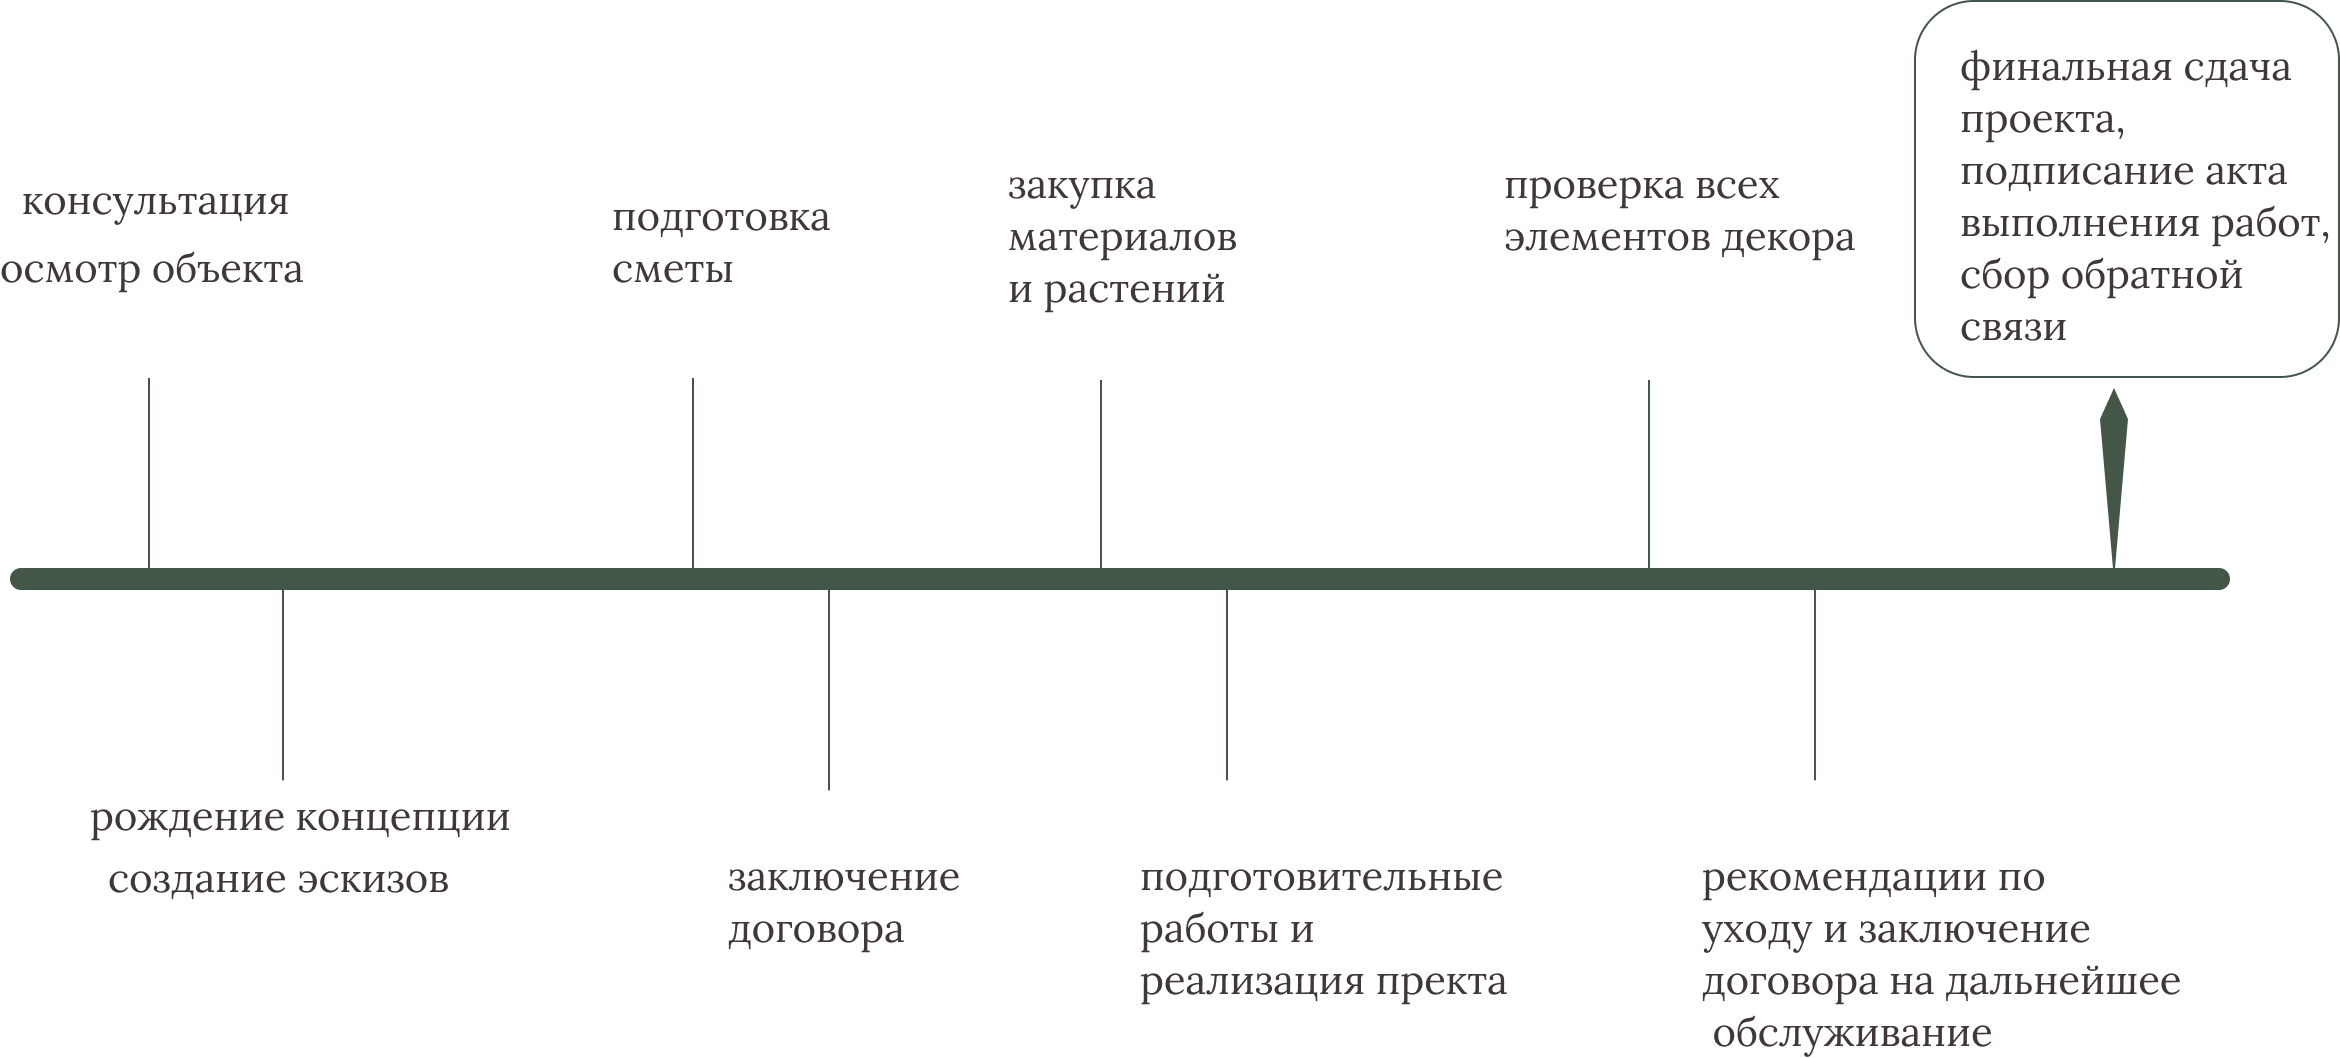 консультация
осмотр объекта
рождение концепции
создание эскизов
подготовка
сметы
заключение
договора
закупка
материалов
и растений
подготовительные
работы и
реализация пректа
проверка всех
элементов декора
рекомендации по
уходу и заключение
договора на дальнейшее
обслуживание
финальная сдача
проекта,
подписание акта
выполнения работ,
сбор обратной
связи